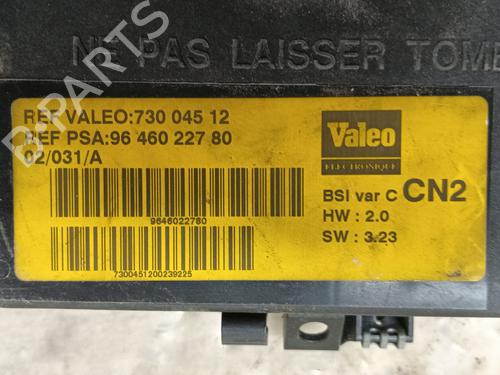 NE PAS LAISSER TOMB
REF VALEO:730 045 12
REF PSA:96 460 227 80
02/031/A
9646022780
7300451200239225
Valeo
ELECTRONIQUE
BSI var C CN2
HW : 2.0
SW : 3.23
B-PARTS